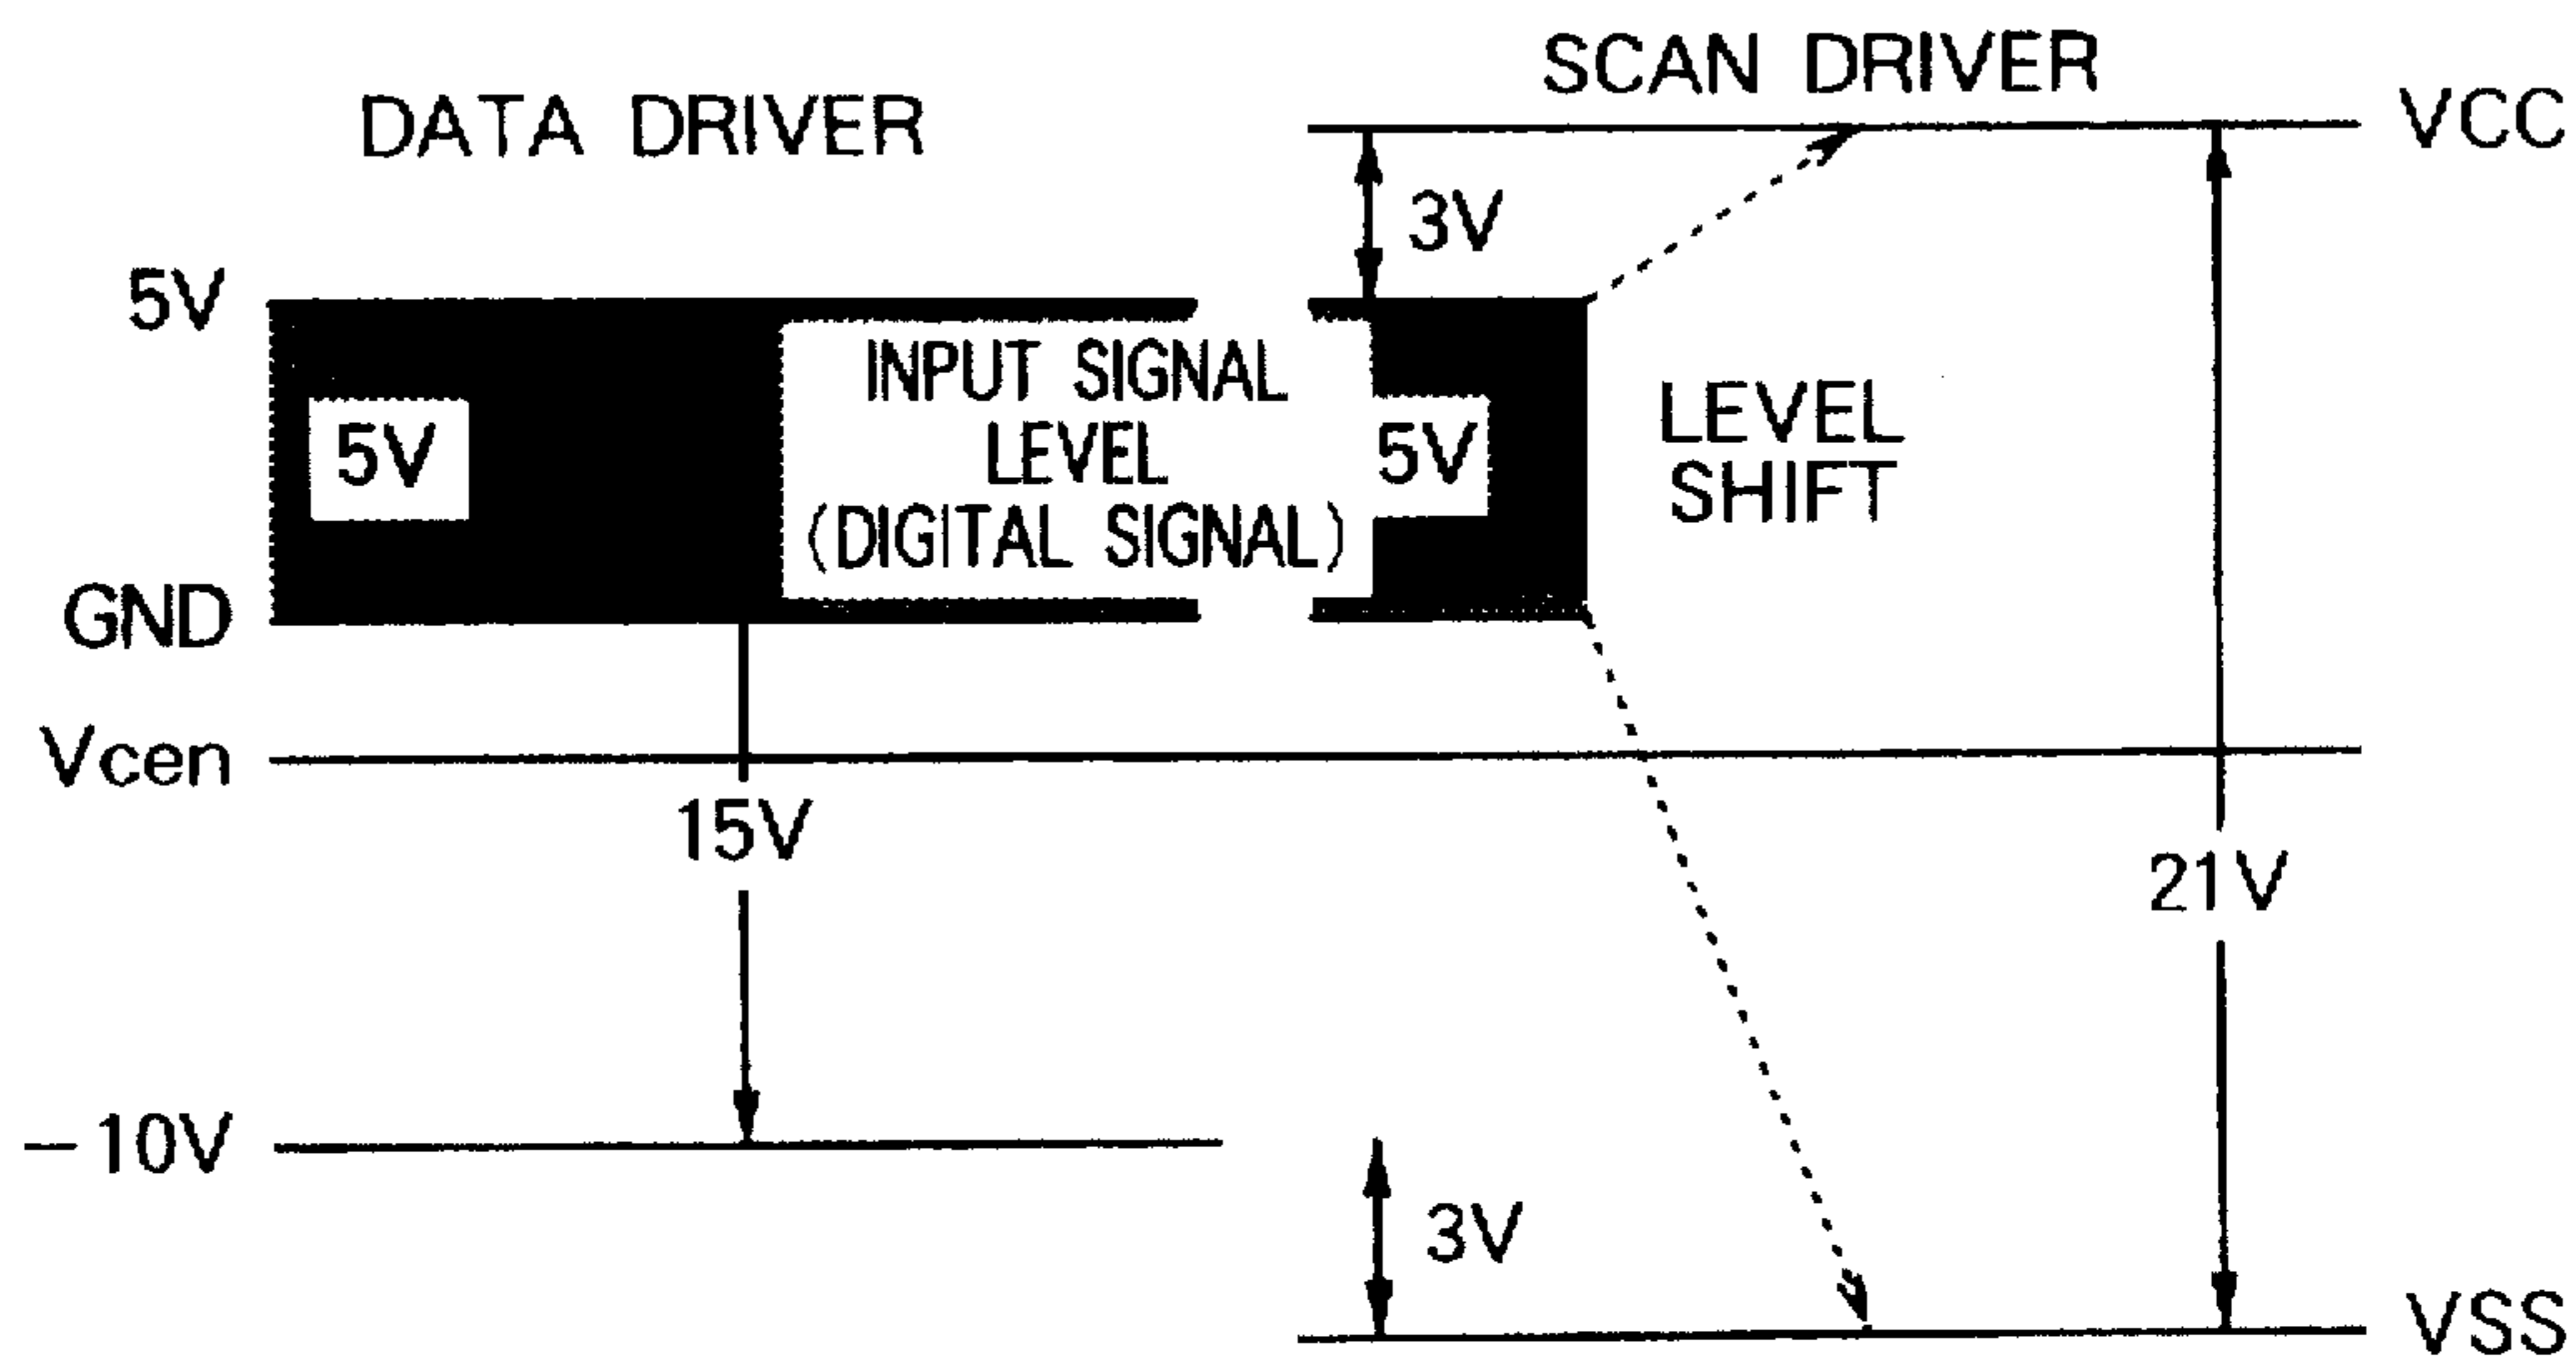 DATA DRIVER
SCAN DRIVER
VCC
3V
5V
INPUT SIGNAL
LEVEL
(DIGITAL SIGNAL)
5V
5V
LEVEL
SHIFT
GND
Vcen
15V
21V
-10V
3V
VSS